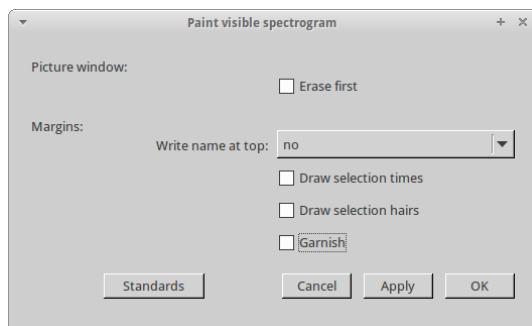 Paint visible spectrogram
Picture window:
Erase first
Margins:
Write name at top: no
Draw selection times
Draw selection hairs
Garnish
Standards Cancel Apply OK